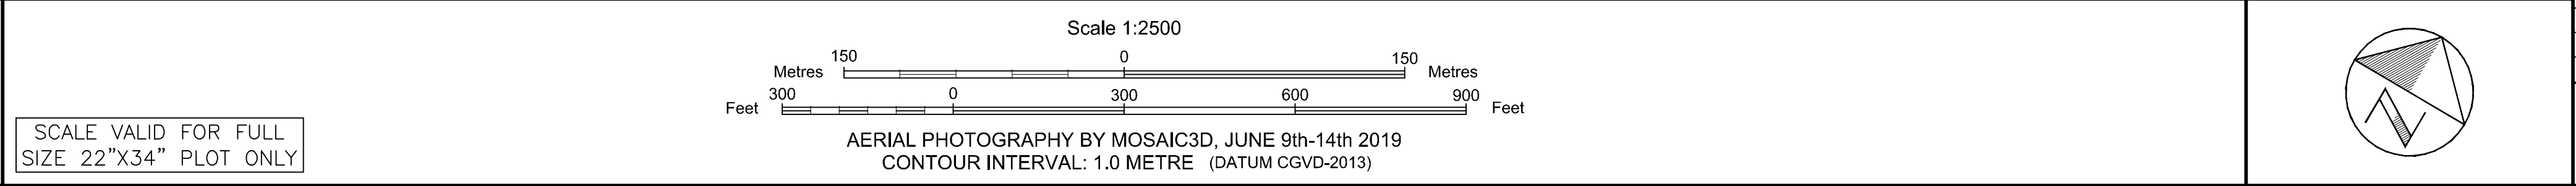 Scale 1:2500
150 0 150
Metres Metres
300 0 300 600 900
Feet Feet
AERIAL PHOTOGRAPHY BY MOSAIC3D, JUNE 9th-14th 2019
CONTOUR INTERVAL: 1.0 METRE (DATUM CGVD-2013)
SCALE VALID FOR FULL
SIZE 22"X34" PLOT ONLY
N